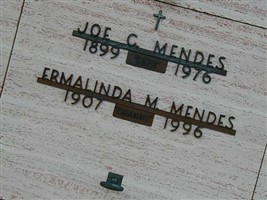 JOE C. MENDES
1899 1976
ERMALINDA M. MENDES
1907 1996